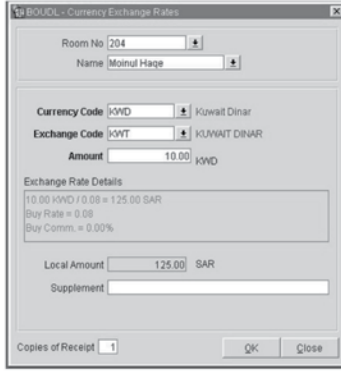 BOUDL - Currency Exchange Rates
Room No 204
Name Moinul Haqe
Currency Code KWD Kuwait Dinar
Exchange Code KWT KUWAIT DINAR
Amount 10.00 KWD
Exchange Rate Details
10.00 KWD / 0.08 = 125.00 SAR
Buy Rate = 0.08
Buy Comm. = 0.00%
Local Amount 125.00 SAR
Supplement
Copies of Receipt 1 OK Close